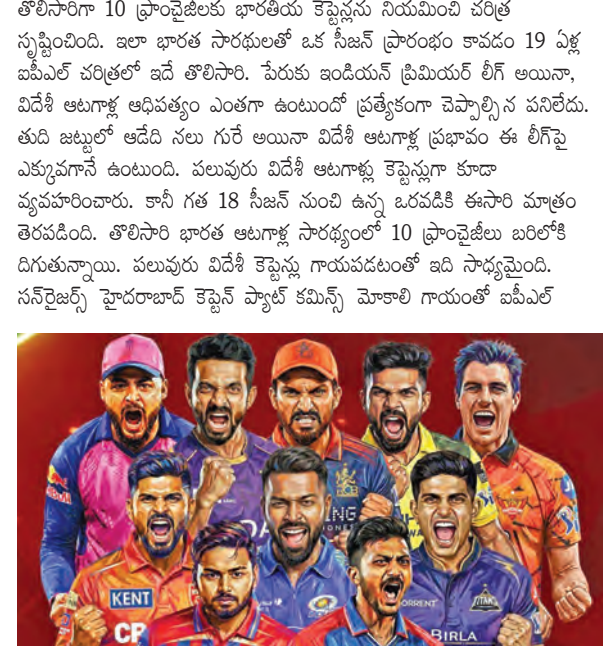 తొలిసారిగా 10 ఫ్రాంచైజీలకు భారతీయ కెప్టెన్లను నియమించి చరిత్ర
సృష్టించింది. ఇలా భారత సారథులతో ఒక సీజన్ ప్రారంభం కావడం 19 ఏళ్ల
ఐపీఎల్ చరిత్రలో ఇదే తొలిసారి. పేరుకు ఇండియన్ ప్రిమియర్ లీగ్ అయినా,
విదేశీ ఆటగాళ్ల ఆధిపత్యం ఎంతగా ఉంటుందో ప్రత్యేకంగా చెప్పాల్సి న పనిలేదు.
తుది జట్టులో ఆడేది నలు గురే అయినా విదేశీ ఆటగాళ్ల ప్రభావం ఈ లీగ్‌పై
ఎక్కువగానే ఉంటుంది. పలువురు విదేశీ ఆటగాళ్లు కెప్టెన్లుగా కూడా
వ్యవహరించారు. కానీ గత 18 సీజన్ నుంచి ఉన్న ఒరవడికి ఈసారి మాత్రం
తెరపడింది. తొలిసారి భారత ఆటగాళ్ల సారథ్యంలో 10 ఫ్రాంచైజీలు బరిలోకి
దిగుతున్నాయి. పలువురు విదేశీ కెప్టెన్లు గాయపడటంతో ఇది సాధ్యమైంది.
సన్‌రైజర్స్ హైదరాబాద్ కెప్టెన్ ప్యాట్ కమిన్స్ మోకాలి గాయంతో ఐపీఎల్
KENT
BIRLA